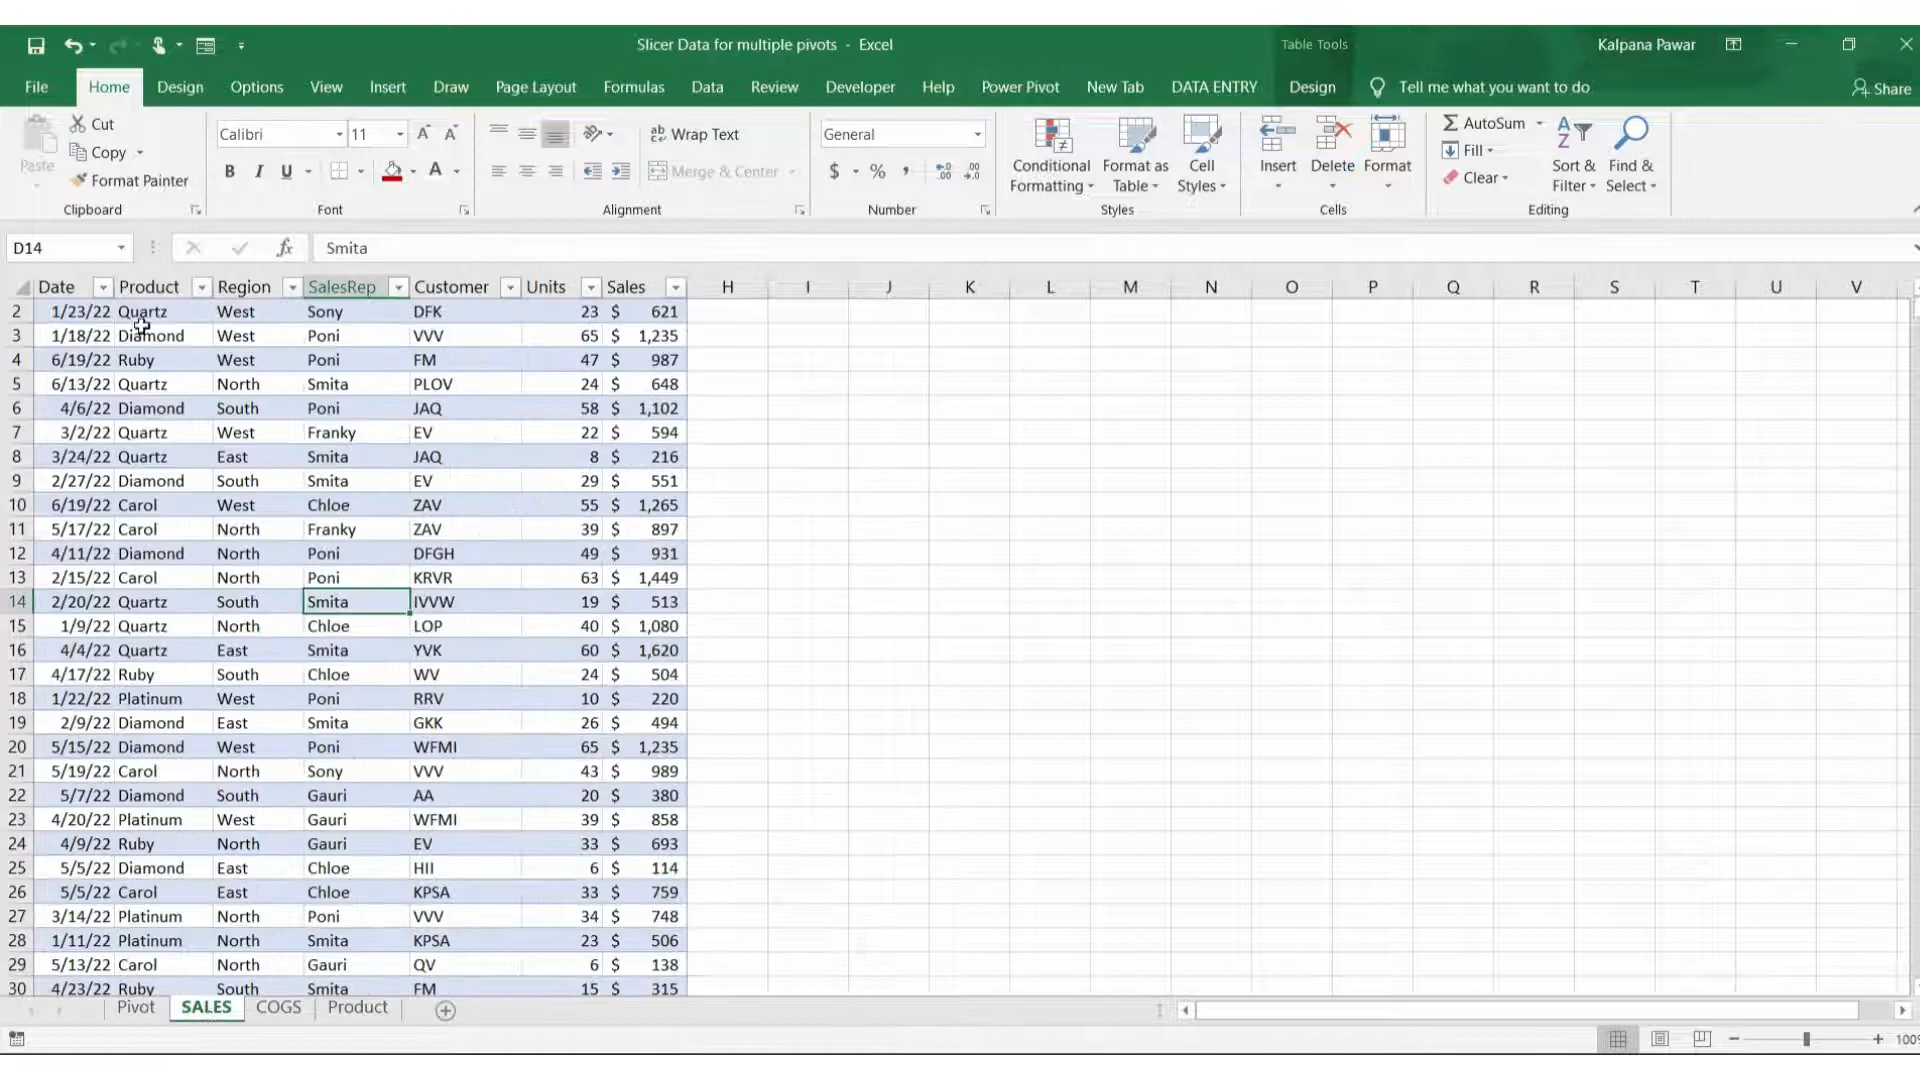 Slicer Data for multiple pivots - Excel
Table Tools
Kalpana Pawar
File Home Design Options View Insert Draw Page Layout Formulas Data Review Developer Help Power Pivot New Tab DATA ENTRY Design Tell me what you want to do Share
Paste
Cut
Copy
Format Painter
Clipboard
Calibri 11
B I U
Font
Wrap Text
Merge & Center
Alignment
General
$ % ,
Number
Conditional Formatting
Format as Table
Cell Styles
Styles
Insert Delete Format
Cells
AutoSum
Fill
Clear
Sort & Filter
Find & Select
Editing
D14 fx Smita
Date Product Region SalesRep Customer Units Sales H I J K L M N O P Q R S T U V
2 1/23/22 Quartz West Sony DFK 23 $ 621
3 1/18/22 Diamond West Poni VVV 65 $ 1,235
4 6/19/22 Ruby West Poni FM 47 $ 987
5 6/13/22 Quartz North Smita PLOV 24 $ 648
6 4/6/22 Diamond South Poni JAQ 58 $ 1,102
7 3/2/22 Quartz West Franky EV 22 $ 594
8 3/24/22 Quartz East Smita JAQ 8 $ 216
9 2/27/22 Diamond South Smita EV 29 $ 551
10 6/19/22 Carol West Chloe ZAV 55 $ 1,265
11 5/17/22 Carol North Franky ZAV 39 $ 897
12 4/11/22 Diamond North Poni DFGH 49 $ 931
13 2/15/22 Carol North Poni KRVR 63 $ 1,449
14 2/20/22 Quartz South Smita IVVW 19 $ 513
15 1/9/22 Quartz North Chloe LOP 40 $ 1,080
16 4/4/22 Quartz East Smita YVK 60 $ 1,620
17 4/17/22 Ruby South Chloe WV 24 $ 504
18 1/22/22 Platinum West Poni RRV 10 $ 220
19 2/9/22 Diamond East Smita GKK 26 $ 494
20 5/15/22 Diamond West Poni WFMI 65 $ 1,235
21 5/19/22 Carol North Sony VVV 43 $ 989
22 5/7/22 Diamond South Gauri AA 20 $ 380
23 4/20/22 Platinum West Gauri WFMI 39 $ 858
24 4/9/22 Ruby North Gauri EV 33 $ 693
25 5/5/22 Diamond East Chloe HII 6 $ 114
26 5/5/22 Carol East Chloe KPSA 33 $ 759
27 3/14/22 Platinum North Poni VVV 34 $ 748
28 1/11/22 Platinum North Smita KPSA 23 $ 506
29 5/13/22 Carol North Gauri QV 6 $ 138
30 4/23/22 Ruby South Smita FM 15 $ 315
Pivot SALES COGS Product
100%